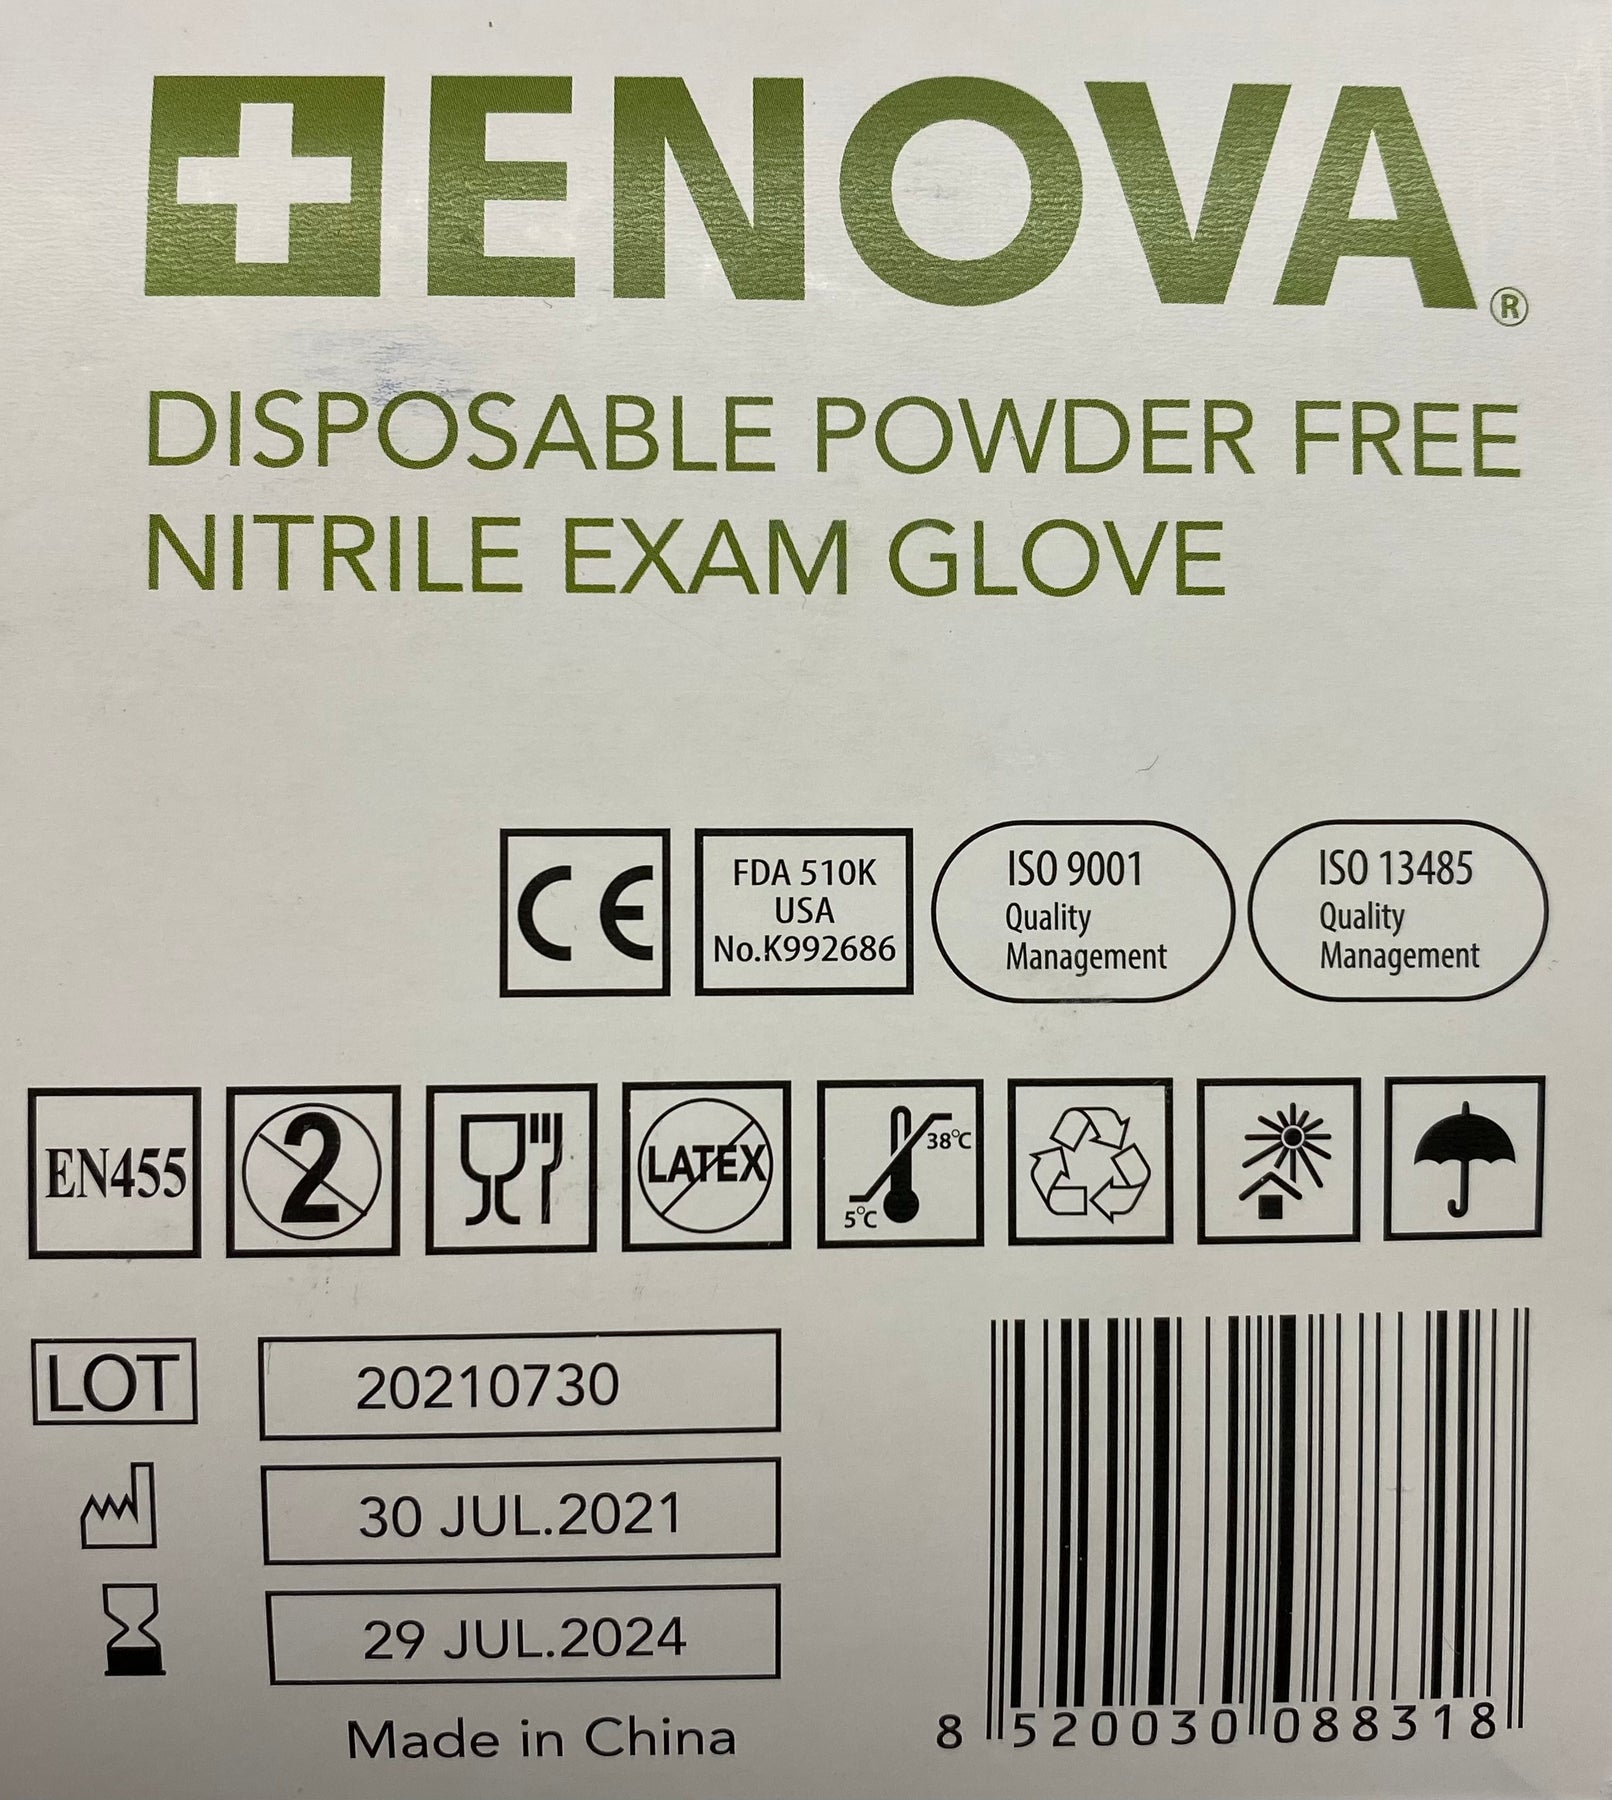 ENOVA®
DISPOSABLE POWDER FREE
NITRILE EXAM GLOVE
CE
FDA 510K
USA
No.K992686
ISO 9001
Quality
Management
ISO 13485
Quality
Management
EN455
2
LATEX
38°C
5°C
LOT
20210730
30 JUL.2021
29 JUL.2024
Made in China
8 520030 088318